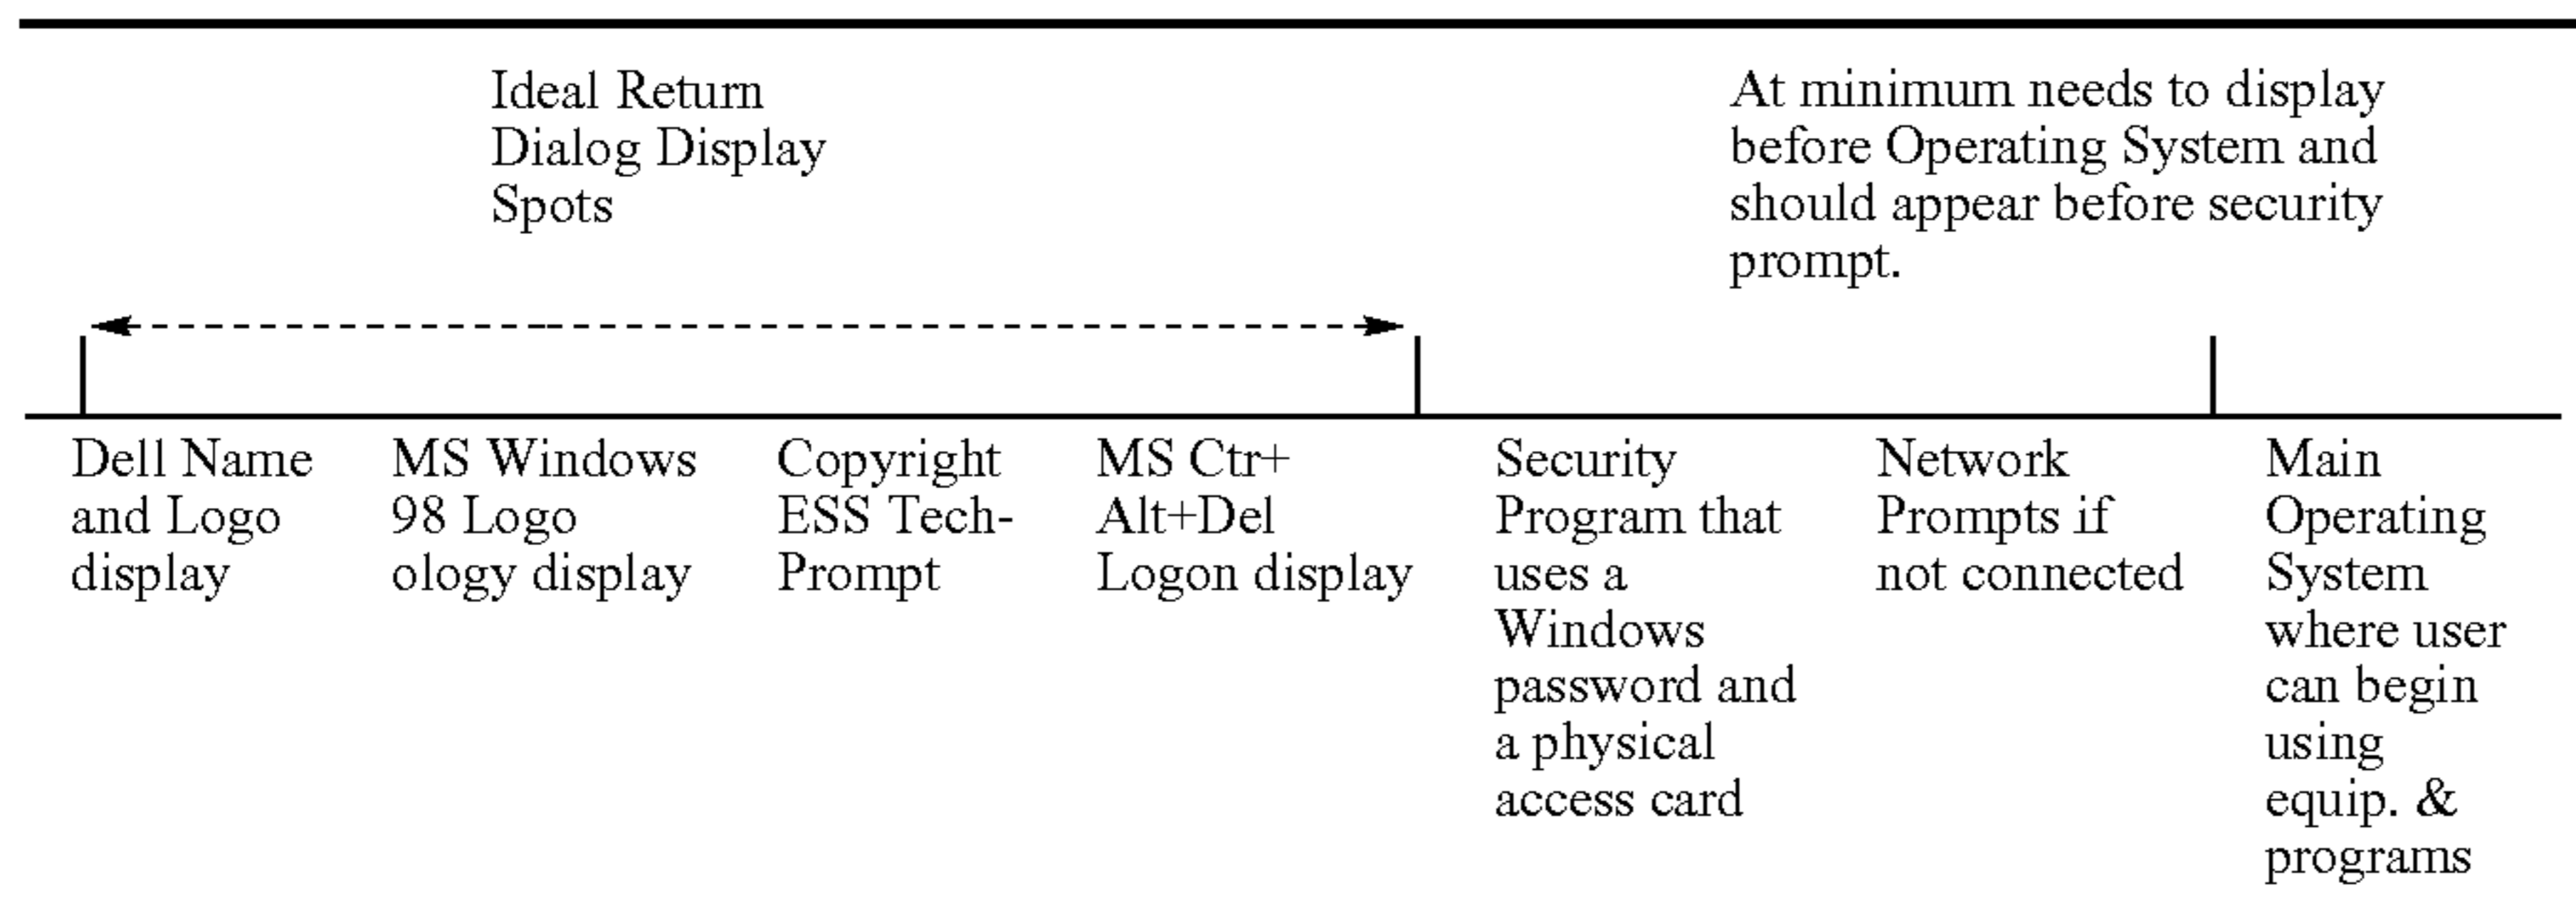 Ideal Return
Dialog Display
Spots
At minimum needs to display
before Operating System and
should appear before security
prompt.
Dell Name
and Logo
display
MS Windows
98 Logo
ology display
Copyright
ESS Tech-
Prompt
MS Ctr+
Alt+Del
Logon display
Security
Program that
uses a
Windows
password and
a physical
access card
Network
Prompts if
not connected
Main
Operating
System
where user
can begin
using
equip. &
programs